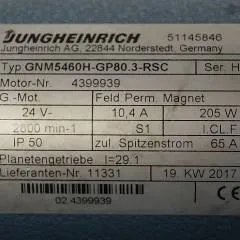 JUNGHEINRICH 51145846
Jungheinrich AG, 22844 Norderstedt, Germany
Typ GNM5460H-GP80.3-RSC Ser. H
Motor-Nr. 4399939
G.-Mot. Feld Perm. Magnet
24 V- 10,4 A 205 W
2600 min-1 S1 I.CL.F
IP 50 zul. Spitzenstrom 65 A
Planetengetriebe I=29.1
Lieferanten-Nr. 11331 19. KW 2017
02 4399939